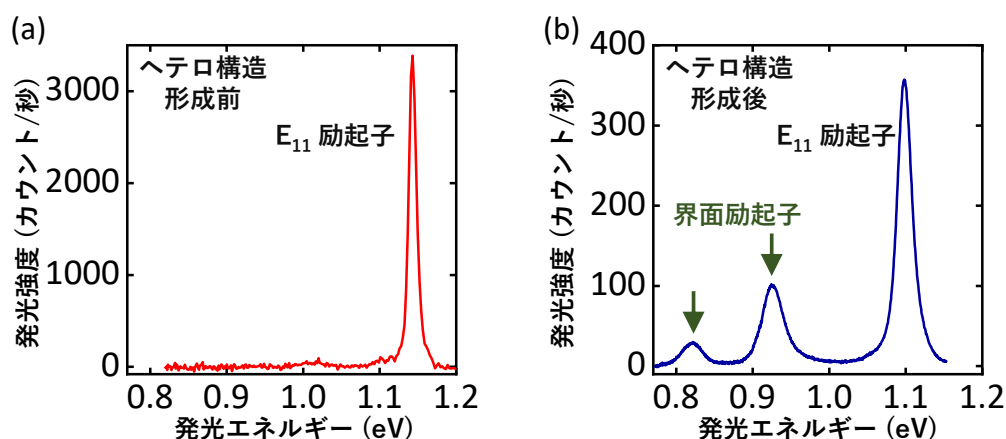 (a)
ヘテロ構造
形成前
E₁₁ 励起子
発光強度 (カウント/秒)
3000
2000
1000
0
0.8 0.9 1.0 1.1 1.2
発光エネルギー (eV)
(b)
ヘテロ構造
形成後
E₁₁ 励起子
界面励起子
発光強度 (カウント/秒)
400
300
200
100
0
0.8 0.9 1.0 1.1 1.2
発光エネルギー (eV)